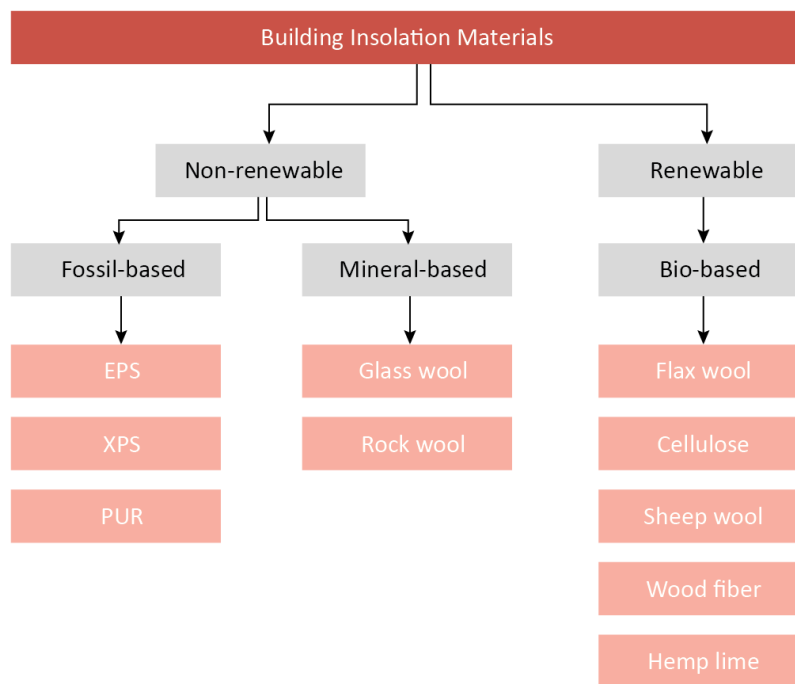 Building Insolation Materials
Non-renewable
Renewable
Fossil-based
Mineral-based
Bio-based
EPS
Glass wool
Flax wool
XPS
Rock wool
Cellulose
PUR
Sheep wool
Wood fiber
Hemp lime